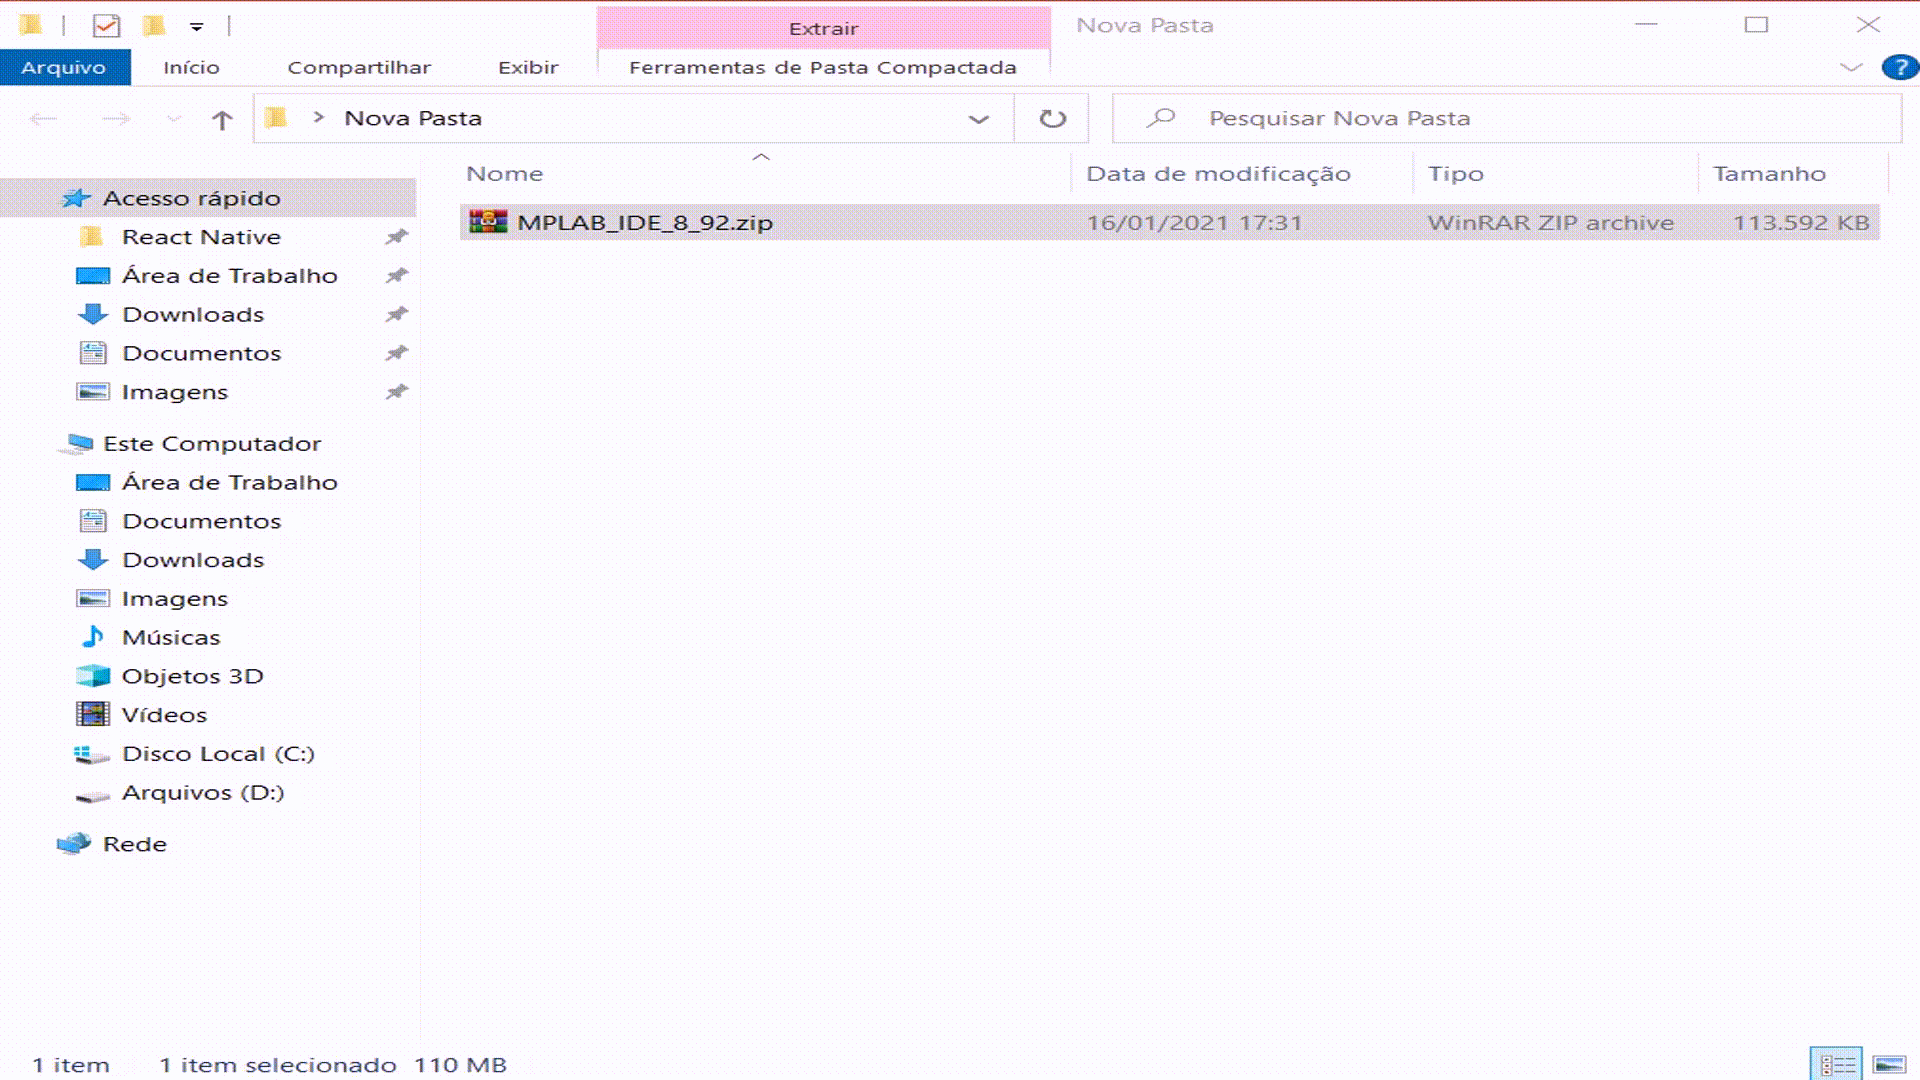 Extrair
Nova Pasta
Arquivo Início Compartilhar Exibir Ferramentas de Pasta Compactada ?
> Nova Pasta
Pesquisar Nova Pasta
Nome Data de modificação Tipo Tamanho
MPLAB_IDE_8_92.zip 16/01/2021 17:31 WinRAR ZIP archive 113.592 KB
Acesso rápido
React Native
Área de Trabalho
Downloads
Documentos
Imagens
Este Computador
Área de Trabalho
Documentos
Downloads
Imagens
Músicas
Objetos 3D
Vídeos
Disco Local (C:)
Arquivos (D:)
Rede
1 item 1 item selecionado 110 MB